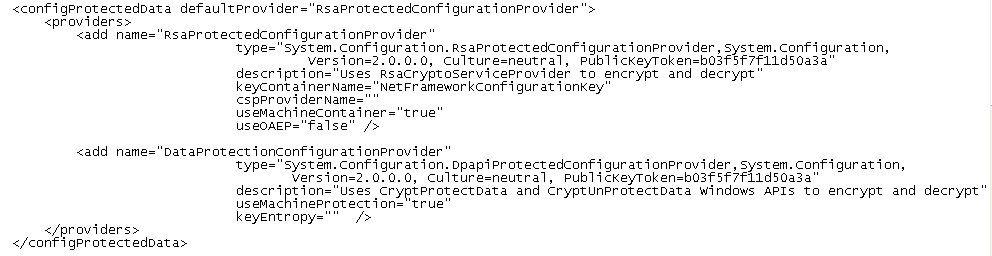 <configProtectedData defaultProvider="RsaProtectedConfigurationProvider">
<providers>
<add name="RsaProtectedConfigurationProvider"
type="System.Configuration.RsaProtectedConfigurationProvider,System.Configuration,
Version=2.0.0.0, Culture=neutral, PublicKeyToken=b03f5f7f11d50a3a"
description="Uses RsaCryptoServiceProvider to encrypt and decrypt"
keyContainerName="NetFrameworkConfigurationKey"
cspProviderName=""
useMachineContainer="true"
useOAEP="false" />
<add name="DataProtectionConfigurationProvider"
type="System.Configuration.DpapiProtectedConfigurationProvider,System.Configuration,
Version=2.0.0.0, Culture=neutral, PublicKeyToken=b03f5f7f11d50a3a"
description="Uses CryptProtectData and CryptUnProtectData Windows APIs to encrypt and decrypt"
useMachineProtection="true"
keyEntropy="" />
</providers>
</configProtectedData>